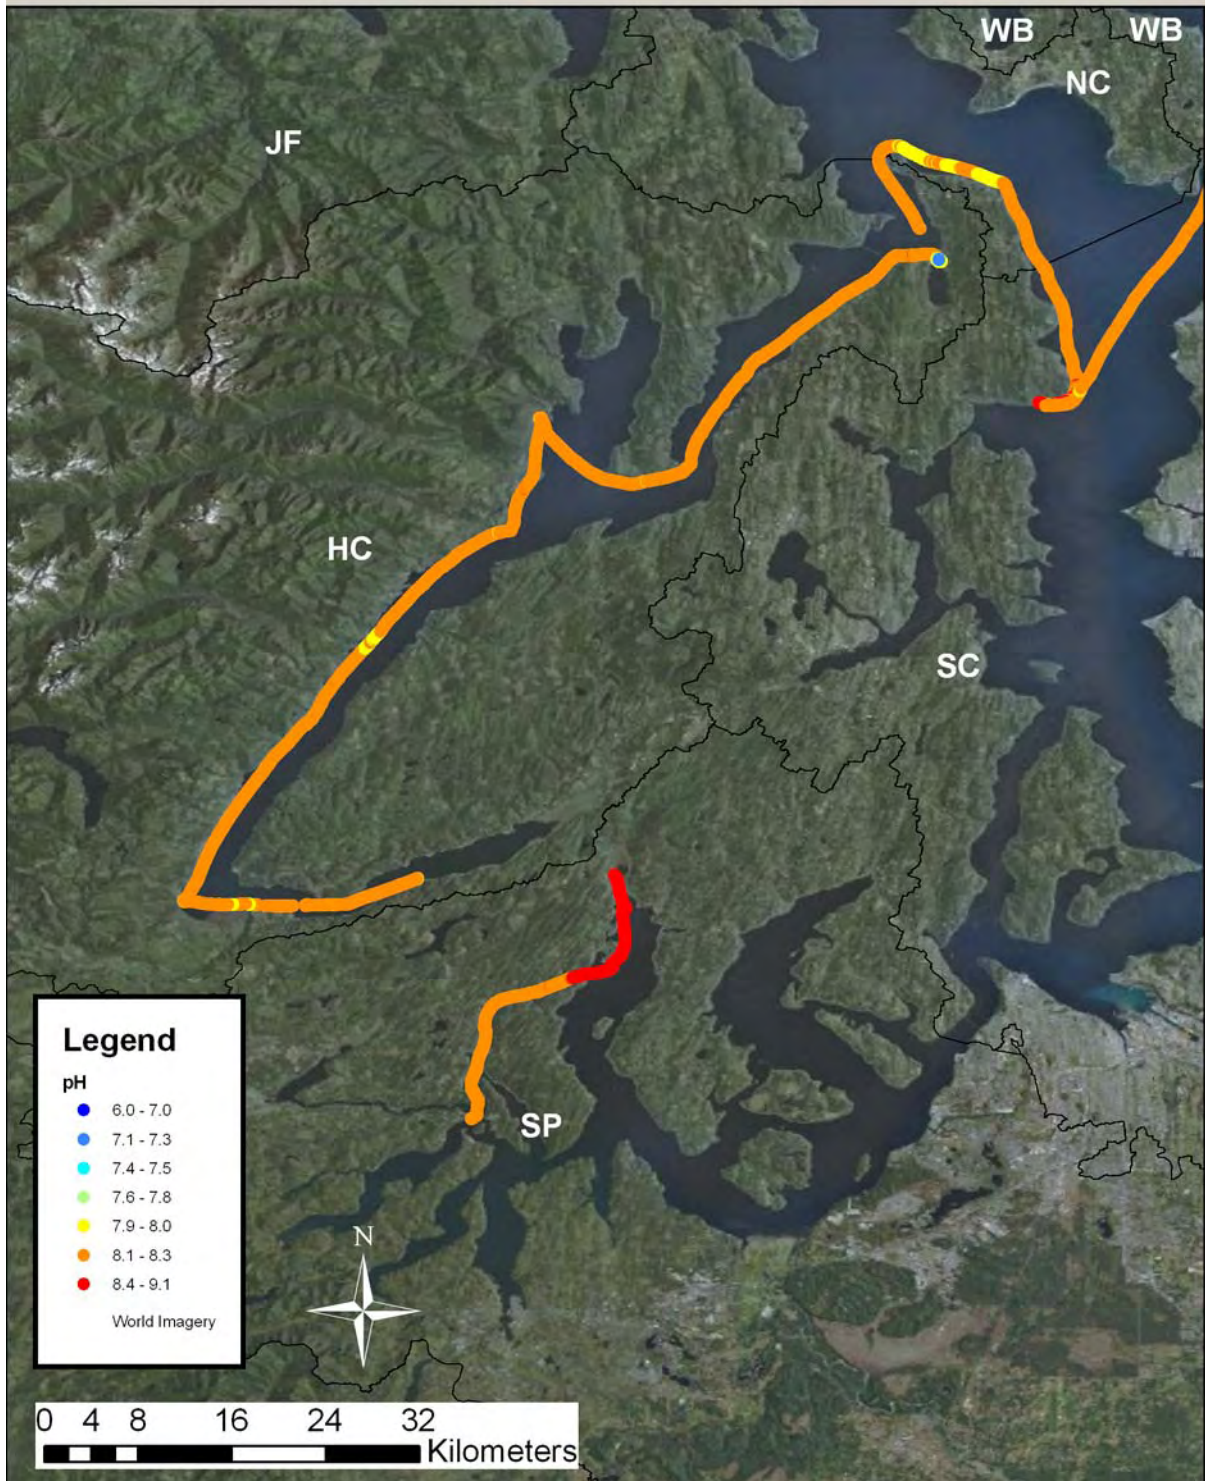 WB WB
NC
JF
HC
SC
SP
Legend
pH
6.0 - 7.0
7.1 - 7.3
7.4 - 7.5
7.6 - 7.8
7.9 - 8.0
8.1 - 8.3
8.4 - 9.1
World Imagery
N
0 4 8 16 24 32
Kilometers